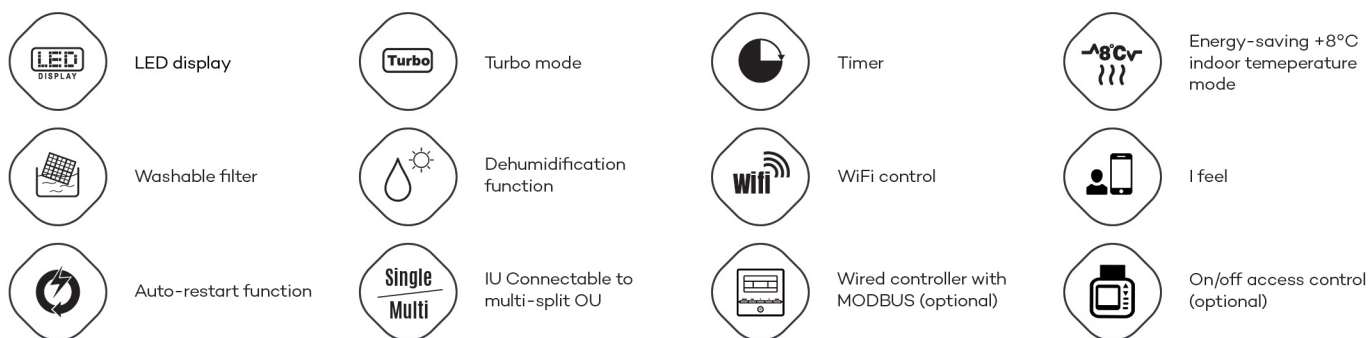 LED
DISPLAY
LED display
Turbo
Turbo mode
Timer
8°C
Energy-saving +8°C
indoor temeperature
mode
Washable filter
Dehumidification
function
wifi
WiFi control
I feel
Auto-restart function
Single
Multi
IU Connectable to
multi-split OU
Wired controller with
MODBUS (optional)
On/off access control
(optional)